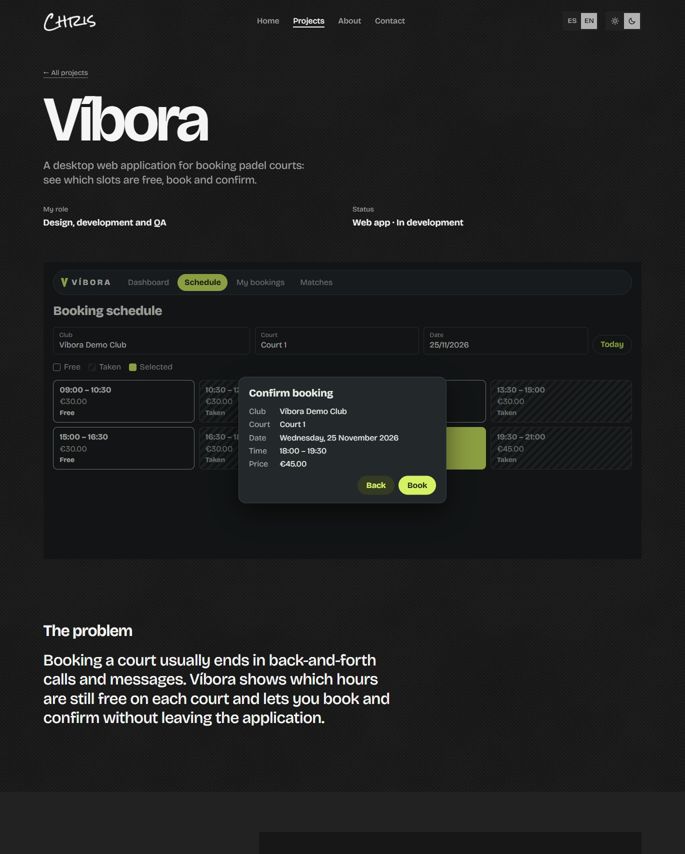 CHRIS
Home Projects About Contact
ES EN
← All projects
Víbora
A desktop web application for booking padel courts:
see which slots are free, book and confirm.
My role
Design, development and QA
Status
Web app · In development
VÍBORA Dashboard Schedule My bookings Matches
Booking schedule
Club
Víbora Demo Club
Court
Court 1
Date
25/11/2026
Today
Free Taken Selected
09:00 – 10:30
€30.00
Free
10:30 – 12
€30.00
Taken
13:30 – 15:00
€30.00
Taken
15:00 – 16:30
€30.00
Free
16:30 – 18
€30.00
Taken
19:30 – 21:00
€45.00
Taken
Confirm booking
Club Víbora Demo Club
Court Court 1
Date Wednesday, 25 November 2026
Time 18:00 – 19:30
Price €45.00
Back Book
The problem
Booking a court usually ends in back-and-forth
calls and messages. Víbora shows which hours
are still free on each court and lets you book and
confirm without leaving the application.